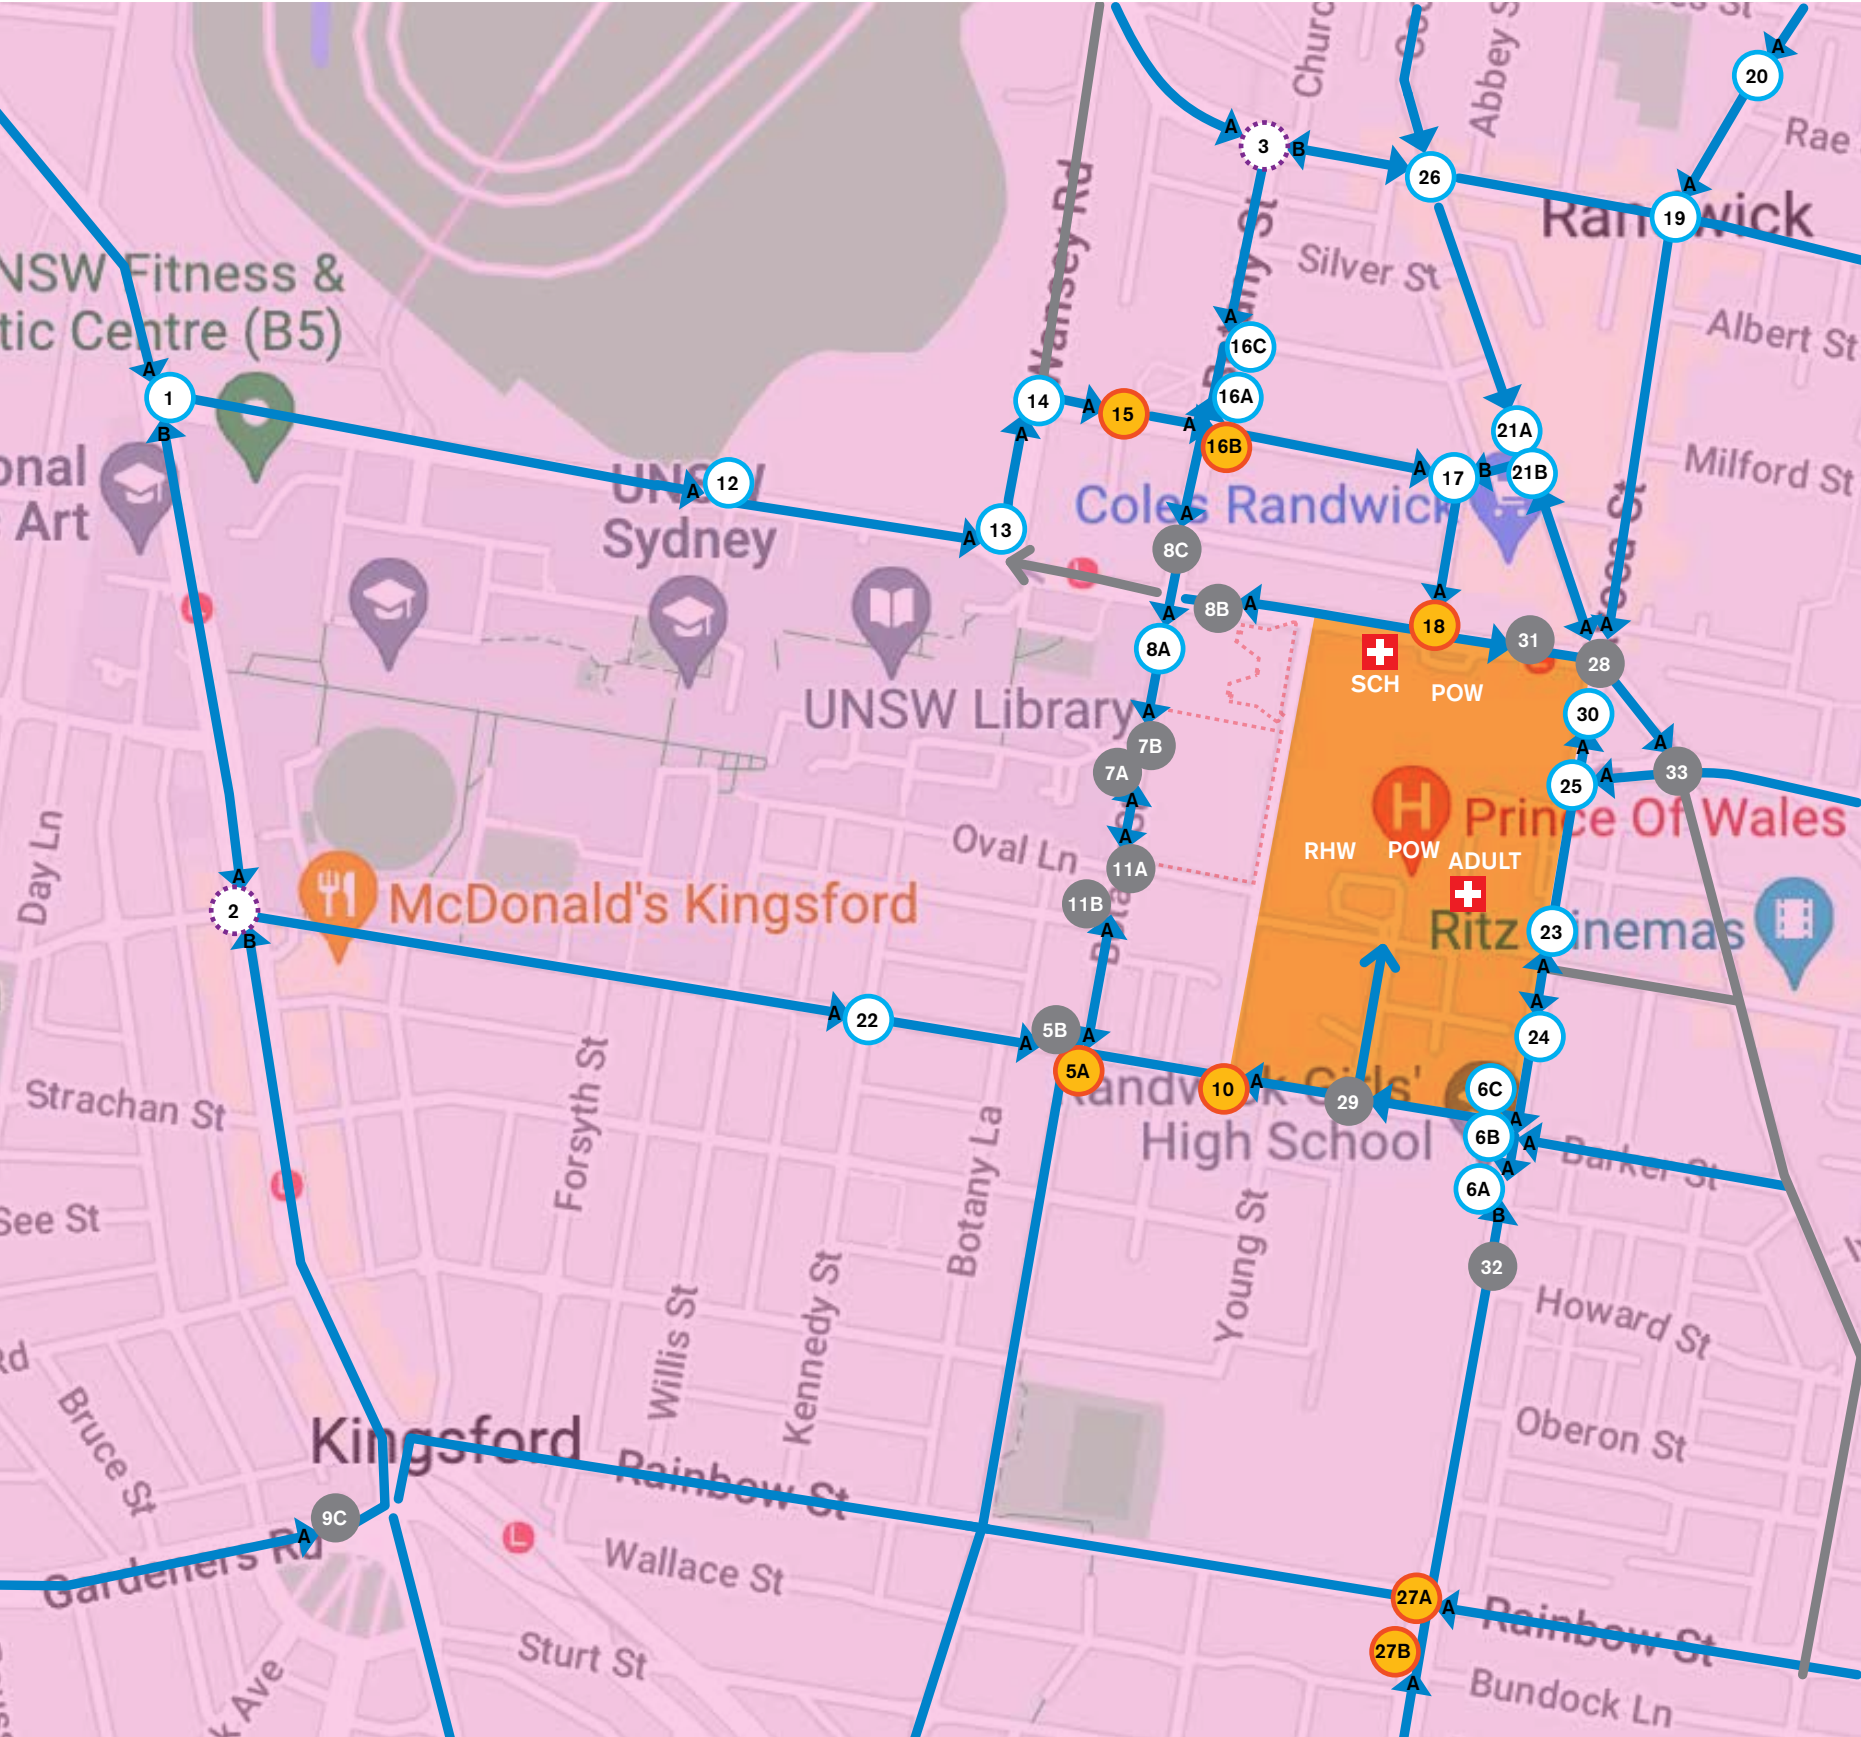 Church
Abbey S
A
20
Rae
A
3
B
26
A
19
Randwick
Wansey Rd
Botany St
Silver St
NSW Fitness &
tic Centre (B5)
Albert St
A
16C
A
1
B
14
A
15
16A
A
16B
A
21A
17
B
21B
Milford St
onal
Art
A
12
UNSW
Sydney
A
13
A
Coles Randwick
A
8C
L
A
8B
A
A
18
31
A
A
28
8A
SCH
POW
UNSW Library
A
30
7B
7A
A
A
33
A
25
A
H
Prince Of Wales
Day Ln
Oval Ln
A
RHW
POW
ADULT
11A
A
2
B
McDonald's Kingsford
11B
A
Ritz Cinemas
23
A
A
22
A
5B
A
A
24
5A
Randwick Girls'
High School
10
A
29
6C
A
6B
A
Barker St
A
6A
B
Strachan St
Forsyth St
Botany La
Young St
See St
32
Howard St
Rd
Willis St
Kennedy St
Bruce St
Kingsford
Rainbow St
Oberon St
9C
A
Gardeners Rd
L
Wallace St
27A
A
Rainbow St
27B
A
Sturt St
k Ave
Bundock Ln